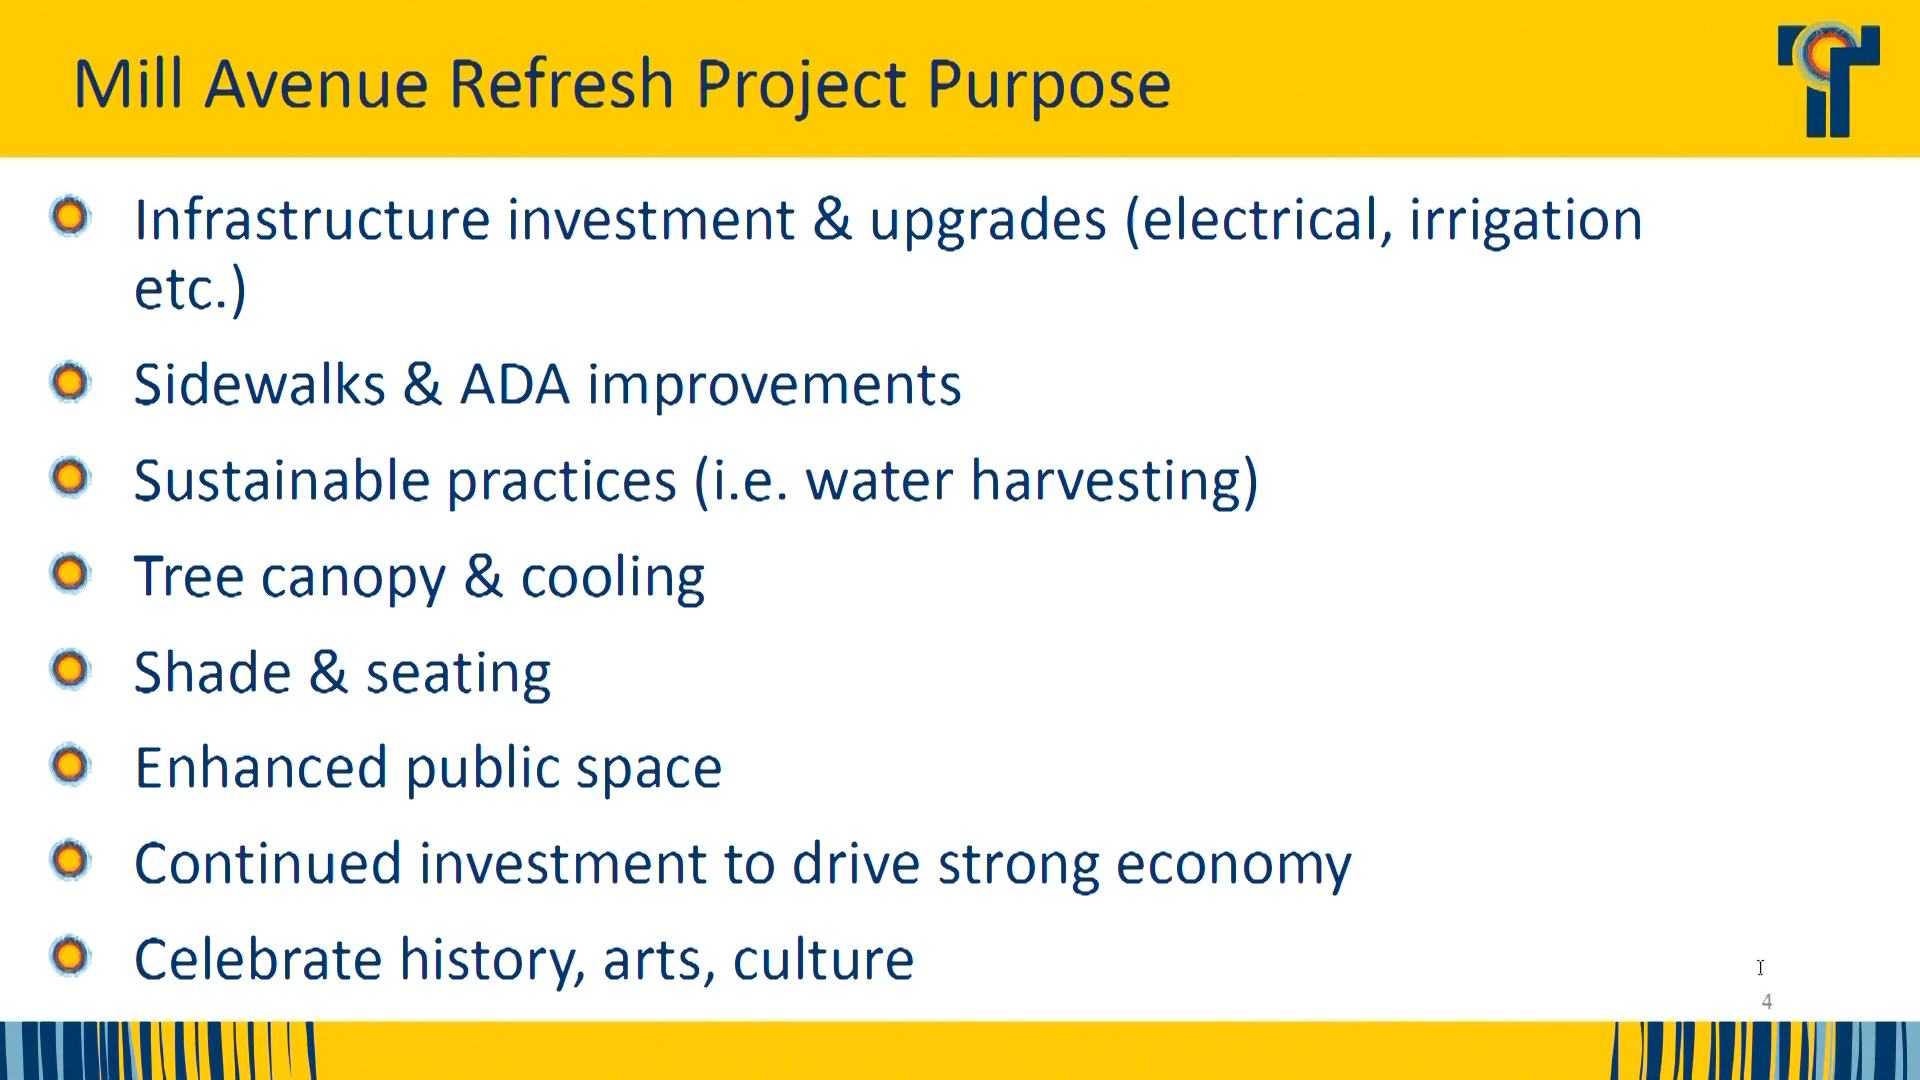 Mill Avenue Refresh Project Purpose
Infrastructure investment & upgrades (electrical, irrigation
etc.)
Sidewalks & ADA improvements
Sustainable practices (i.e. water harvesting)
Tree canopy & cooling
Shade & seating
Enhanced public space
Continued investment to drive strong economy
Celebrate history, arts, culture
4